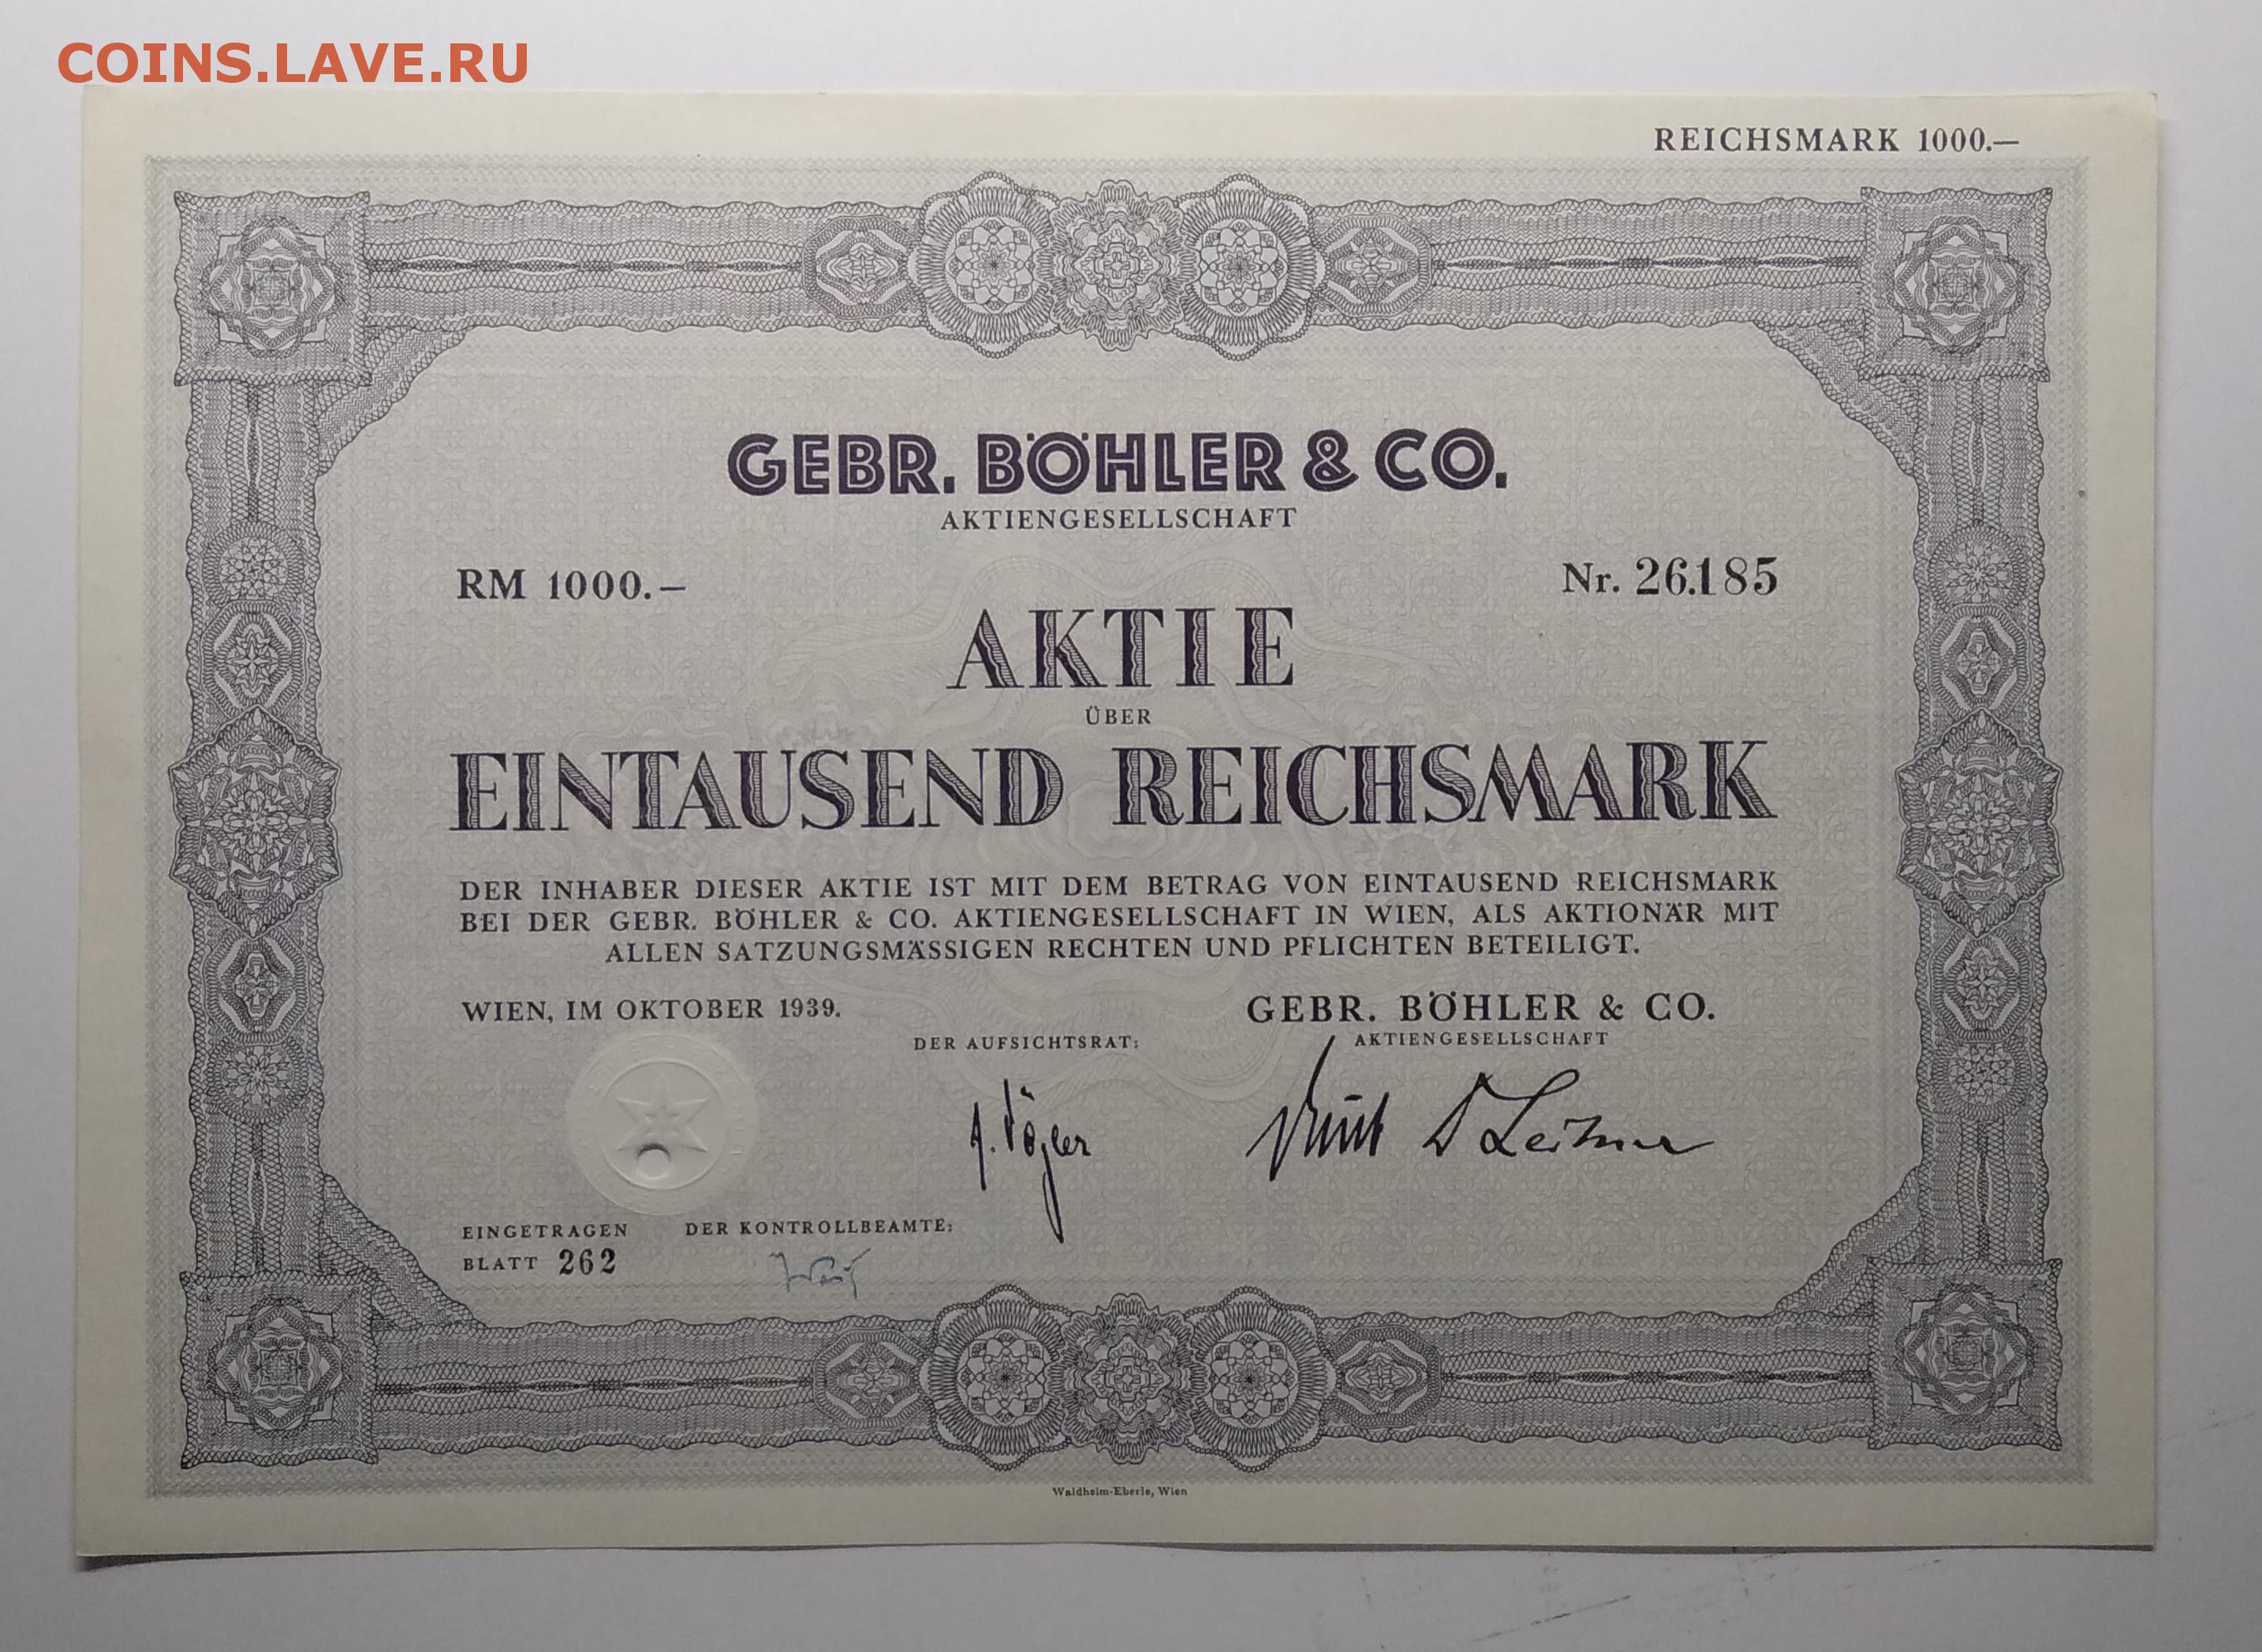 COINS.LAVE.RU
REICHSMARK 1000.—
GEBR. BÖHLER & CO.
AKTIENGESELLSCHAFT
RM 1000.— Nr. 26.185
AKTIE
ÜBER
EINTAUSEND REICHSMARK
DER INHABER DIESER AKTIE IST MIT DEM BETRAG VON EINTAUSEND REICHSMARK
BEI DER GEBR. BÖHLER & CO. AKTIENGESELLSCHAFT IN WIEN, ALS AKTIONÄR MIT
ALLEN SATZUNGSMÄSSIGEN RECHTEN UND PFLICHTEN BETEILIGT.
WIEN, IM OKTOBER 1939.
GEBR. BÖHLER & CO.
AKTIENGESELLSCHAFT
DER AUFSICHTSRAT:
A. Vögler
Leitner
EINGETRAGEN
BLATT 262
DER KONTROLLBEAMTE:
Waldheim-Eberle, Wien